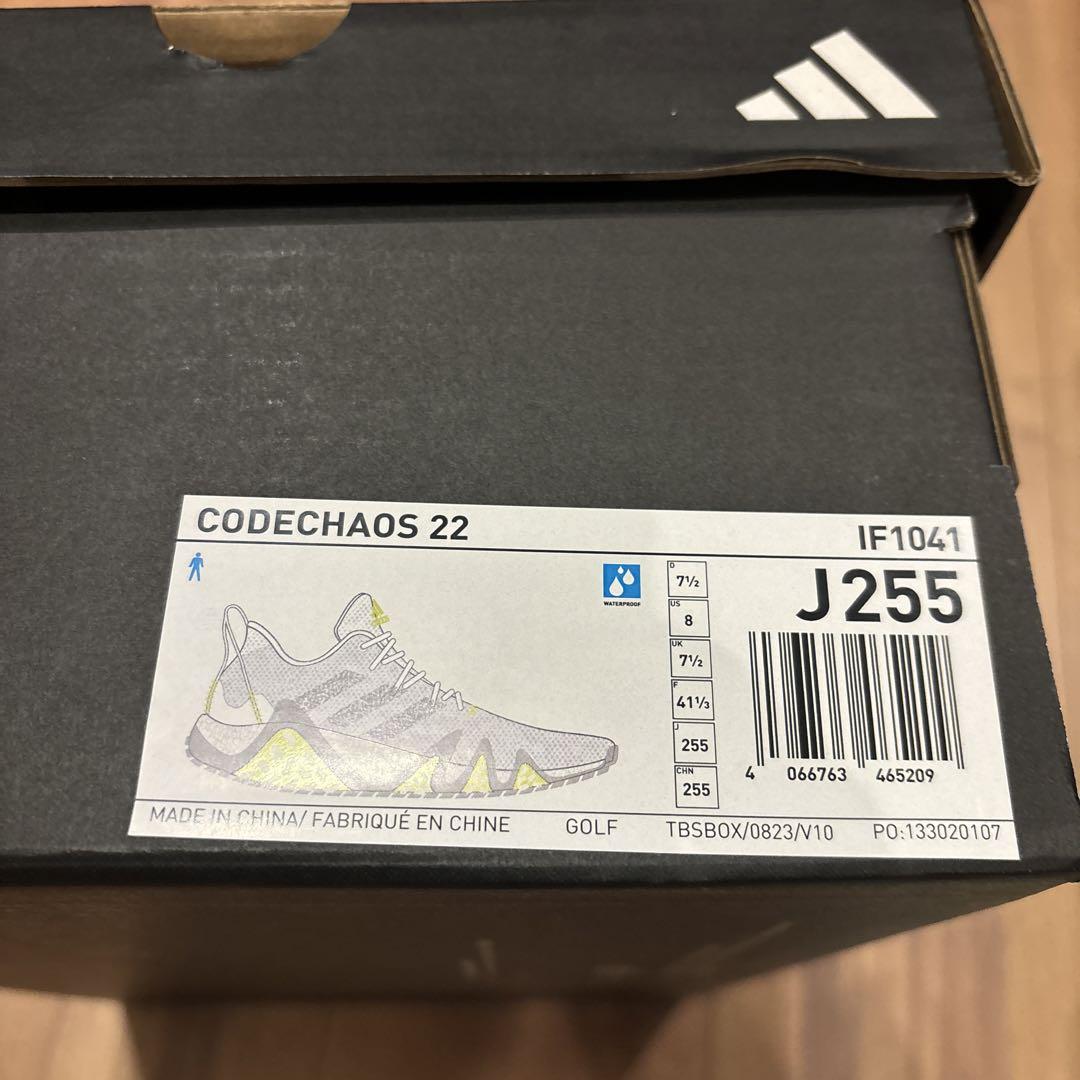 CODECHAOS 22 IF1041
WATERPROOF
J 255
D 7½
US 8
UK 7½
F 41⅓
J 255
CHN 255
4 066763 465209
MADE IN CHINA/ FABRIQUÉ EN CHINE GOLF TBSBOX/0823/V10 PO:133020107